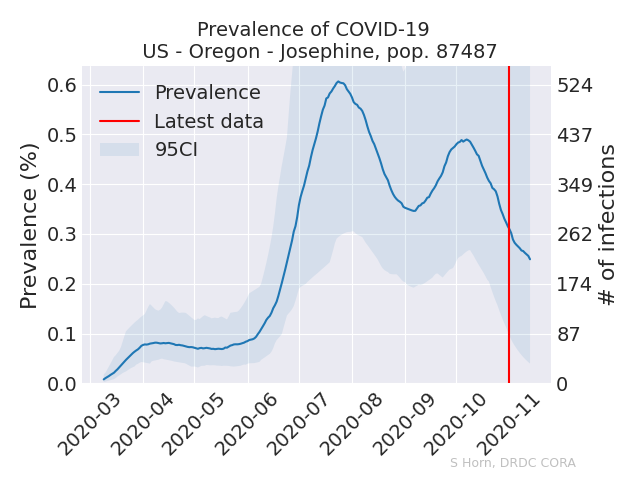 Prevalence of COVID-19
US - Oregon - Josephine, pop. 87487
Prevalence
Latest data
95CI
Prevalence (%)
0.6
0.5
0.4
0.3
0.2
0.1
0.0
524
437
349
262
174
87
0
# of infections
2020-03
2020-04
2020-05
2020-06
2020-07
2020-08
2020-09
2020-10
2020-11
S Horn, DRDC CORA